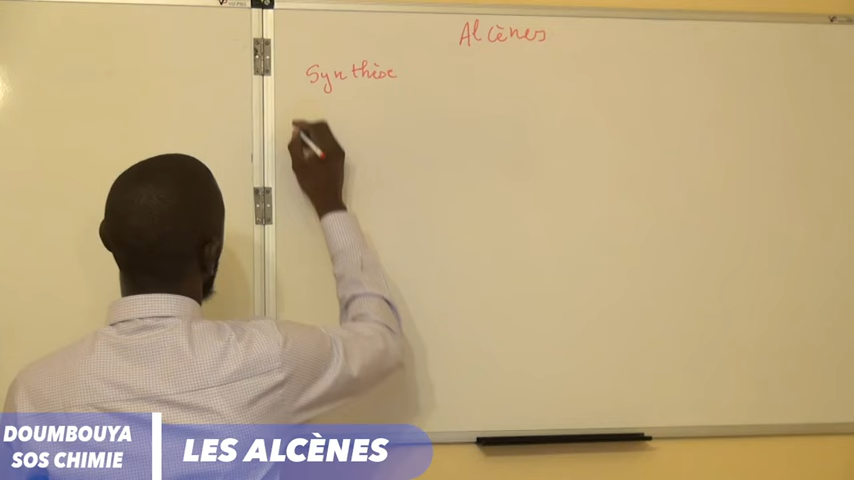 Alcènes
Synthèse
DOUMBOUYA
SOS CHIMIE
LES ALCÈNES